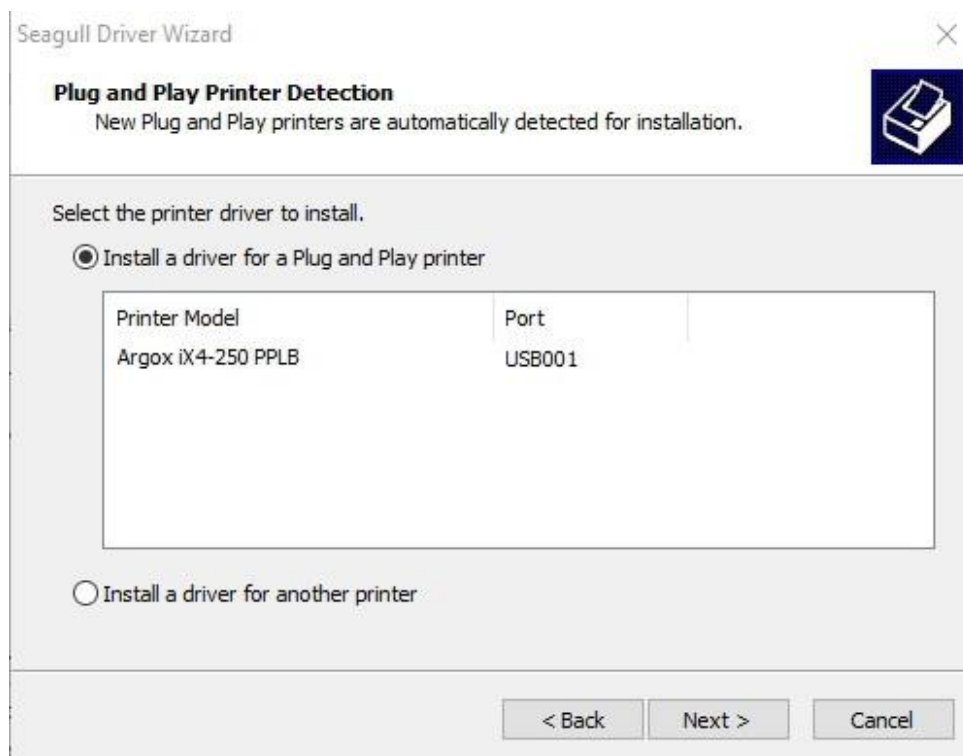 Seagull Driver Wizard
Plug and Play Printer Detection
New Plug and Play printers are automatically detected for installation.
Select the printer driver to install.
Install a driver for a Plug and Play printer
Printer Model Port
Argox iX4-250 PPLB USB001
Install a driver for another printer
< Back Next > Cancel